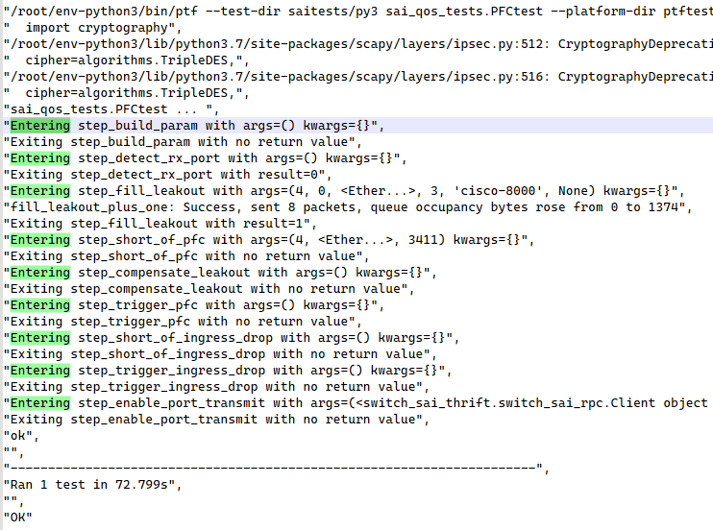 "/root/env-python3/bin/ptf --test-dir saitests/py3 sai_qos_tests.PFCtest --platform-dir ptftest
"  import cryptography",
"/root/env-python3/lib/python3.7/site-packages/scapy/layers/ipsec.py:512: CryptographyDeprecati
"  cipher=algorithms.TripleDES,",
"/root/env-python3/lib/python3.7/site-packages/scapy/layers/ipsec.py:516: CryptographyDeprecati
"  cipher=algorithms.TripleDES,",
"sai_qos_tests.PFCtest ... ",
"Entering step_build_param with args=() kwargs={}",
"Exiting step_build_param with no return value",
"Entering step_detect_rx_port with args=() kwargs={}",
"Exiting step_detect_rx_port with result=0",
"Entering step_fill_leakout with args=(4, 0, <Ether...>, 3, 'cisco-8000', None) kwargs={}",
"fill_leakout_plus_one: Success, sent 8 packets, queue occupancy bytes rose from 0 to 1374",
"Exiting step_fill_leakout with result=1",
"Entering step_short_of_pfc with args=(4, <Ether...>, 3411) kwargs={}",
"Exiting step_short_of_pfc with no return value",
"Entering step_compensate_leakout with args=() kwargs={}",
"Exiting step_compensate_leakout with no return value",
"Entering step_trigger_pfc with args=() kwargs={}",
"Exiting step_trigger_pfc with no return value",
"Entering step_short_of_ingress_drop with args=() kwargs={}",
"Exiting step_short_of_ingress_drop with no return value",
"Entering step_trigger_ingress_drop with args=() kwargs={}",
"Exiting step_trigger_ingress_drop with no return value",
"Entering step_enable_port_transmit with args=(<switch_sai_thrift.switch_sai_rpc.Client object
"Exiting step_enable_port_transmit with no return value",
"ok",
"",
"----------------------------------------------------------------------",
"Ran 1 test in 72.799s",
"",
"OK"